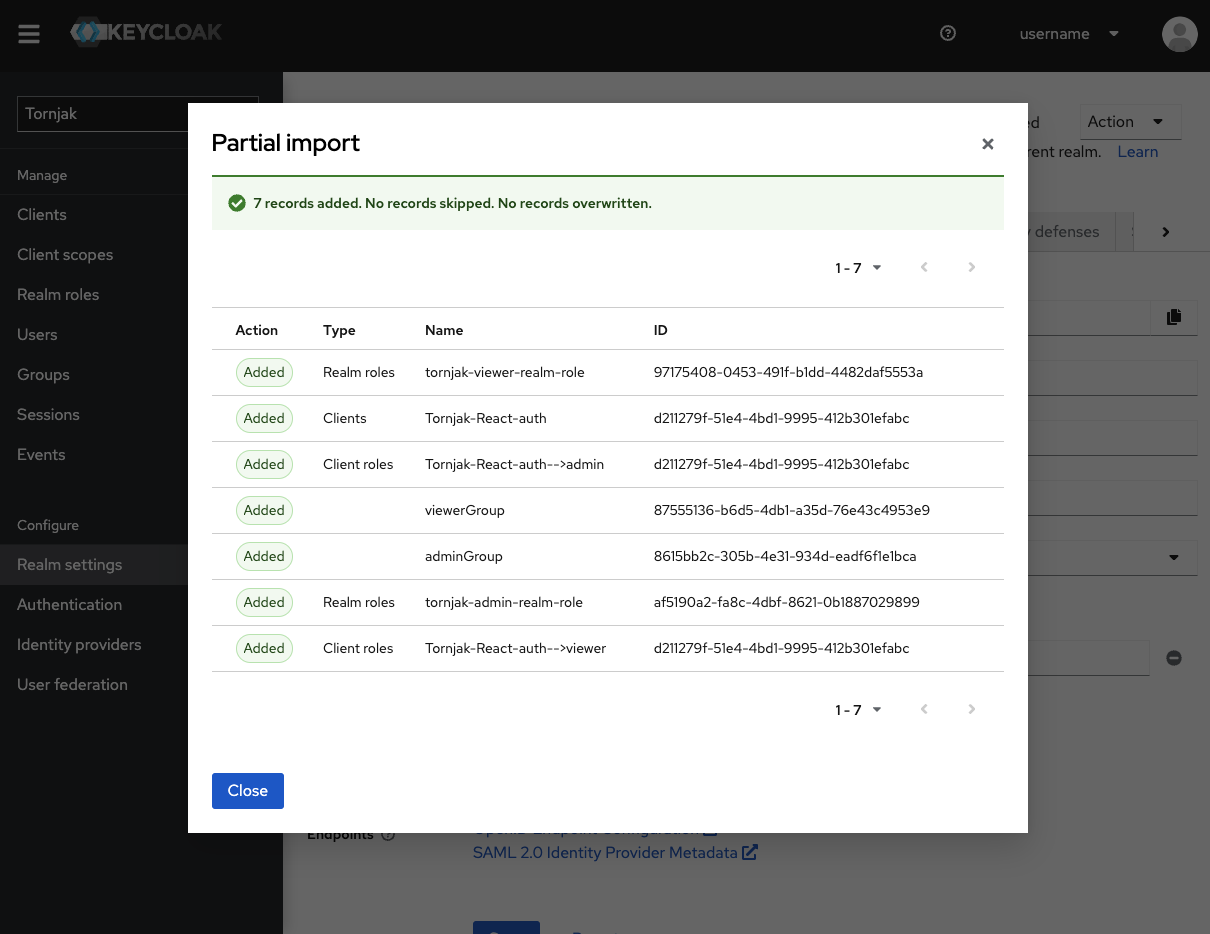 KEYCLOAK
username
Tornjak
Action
rent realm. Learn
Manage
Clients
Client scopes
Realm roles
Users
Groups
Sessions
Events
Configure
Realm settings
Authentication
Identity providers
User federation
defenses
Partial import
7 records added. No records skipped. No records overwritten.
1 - 7
Action Type Name ID
Added Realm roles tornjak-viewer-realm-role 97175408-0453-491f-b1dd-4482daf5553a
Added Clients Tornjak-React-auth d211279f-51e4-4bd1-9995-412b301efabc
Added Client roles Tornjak-React-auth-->admin d211279f-51e4-4bd1-9995-412b301efabc
Added viewerGroup 87555136-b6d5-4db1-a35d-76e43c4953e9
Added adminGroup 8615bb2c-305b-4e31-934d-eadf6f1e1bca
Added Realm roles tornjak-admin-realm-role af5190a2-fa8c-4dbf-8621-0b1887029899
Added Client roles Tornjak-React-auth-->viewer d211279f-51e4-4bd1-9995-412b301efabc
1 - 7
Close
Endpoints
SAML 2.0 Identity Provider Metadata